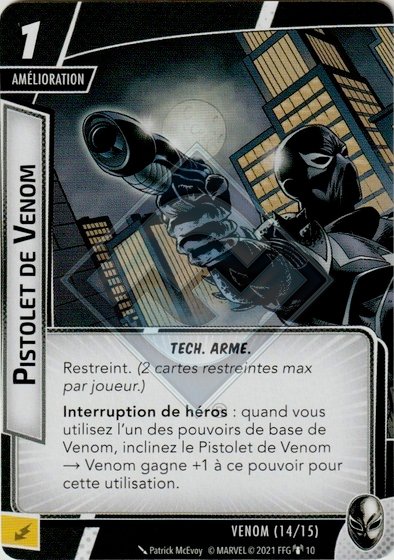 1
AMÉLIORATION
PISTOLET DE VENOM
TECH. ARME.
Restreint. (2 cartes restreintes max
par joueur.)
Interruption de héros : quand vous
utilisez l'un des pouvoirs de base de
Venom, inclinez le Pistolet de Venom
→ Venom gagne +1 à ce pouvoir pour
cette utilisation.
VENOM (14/15)
Patrick McEvoy © MARVEL © 2021 FFG 10